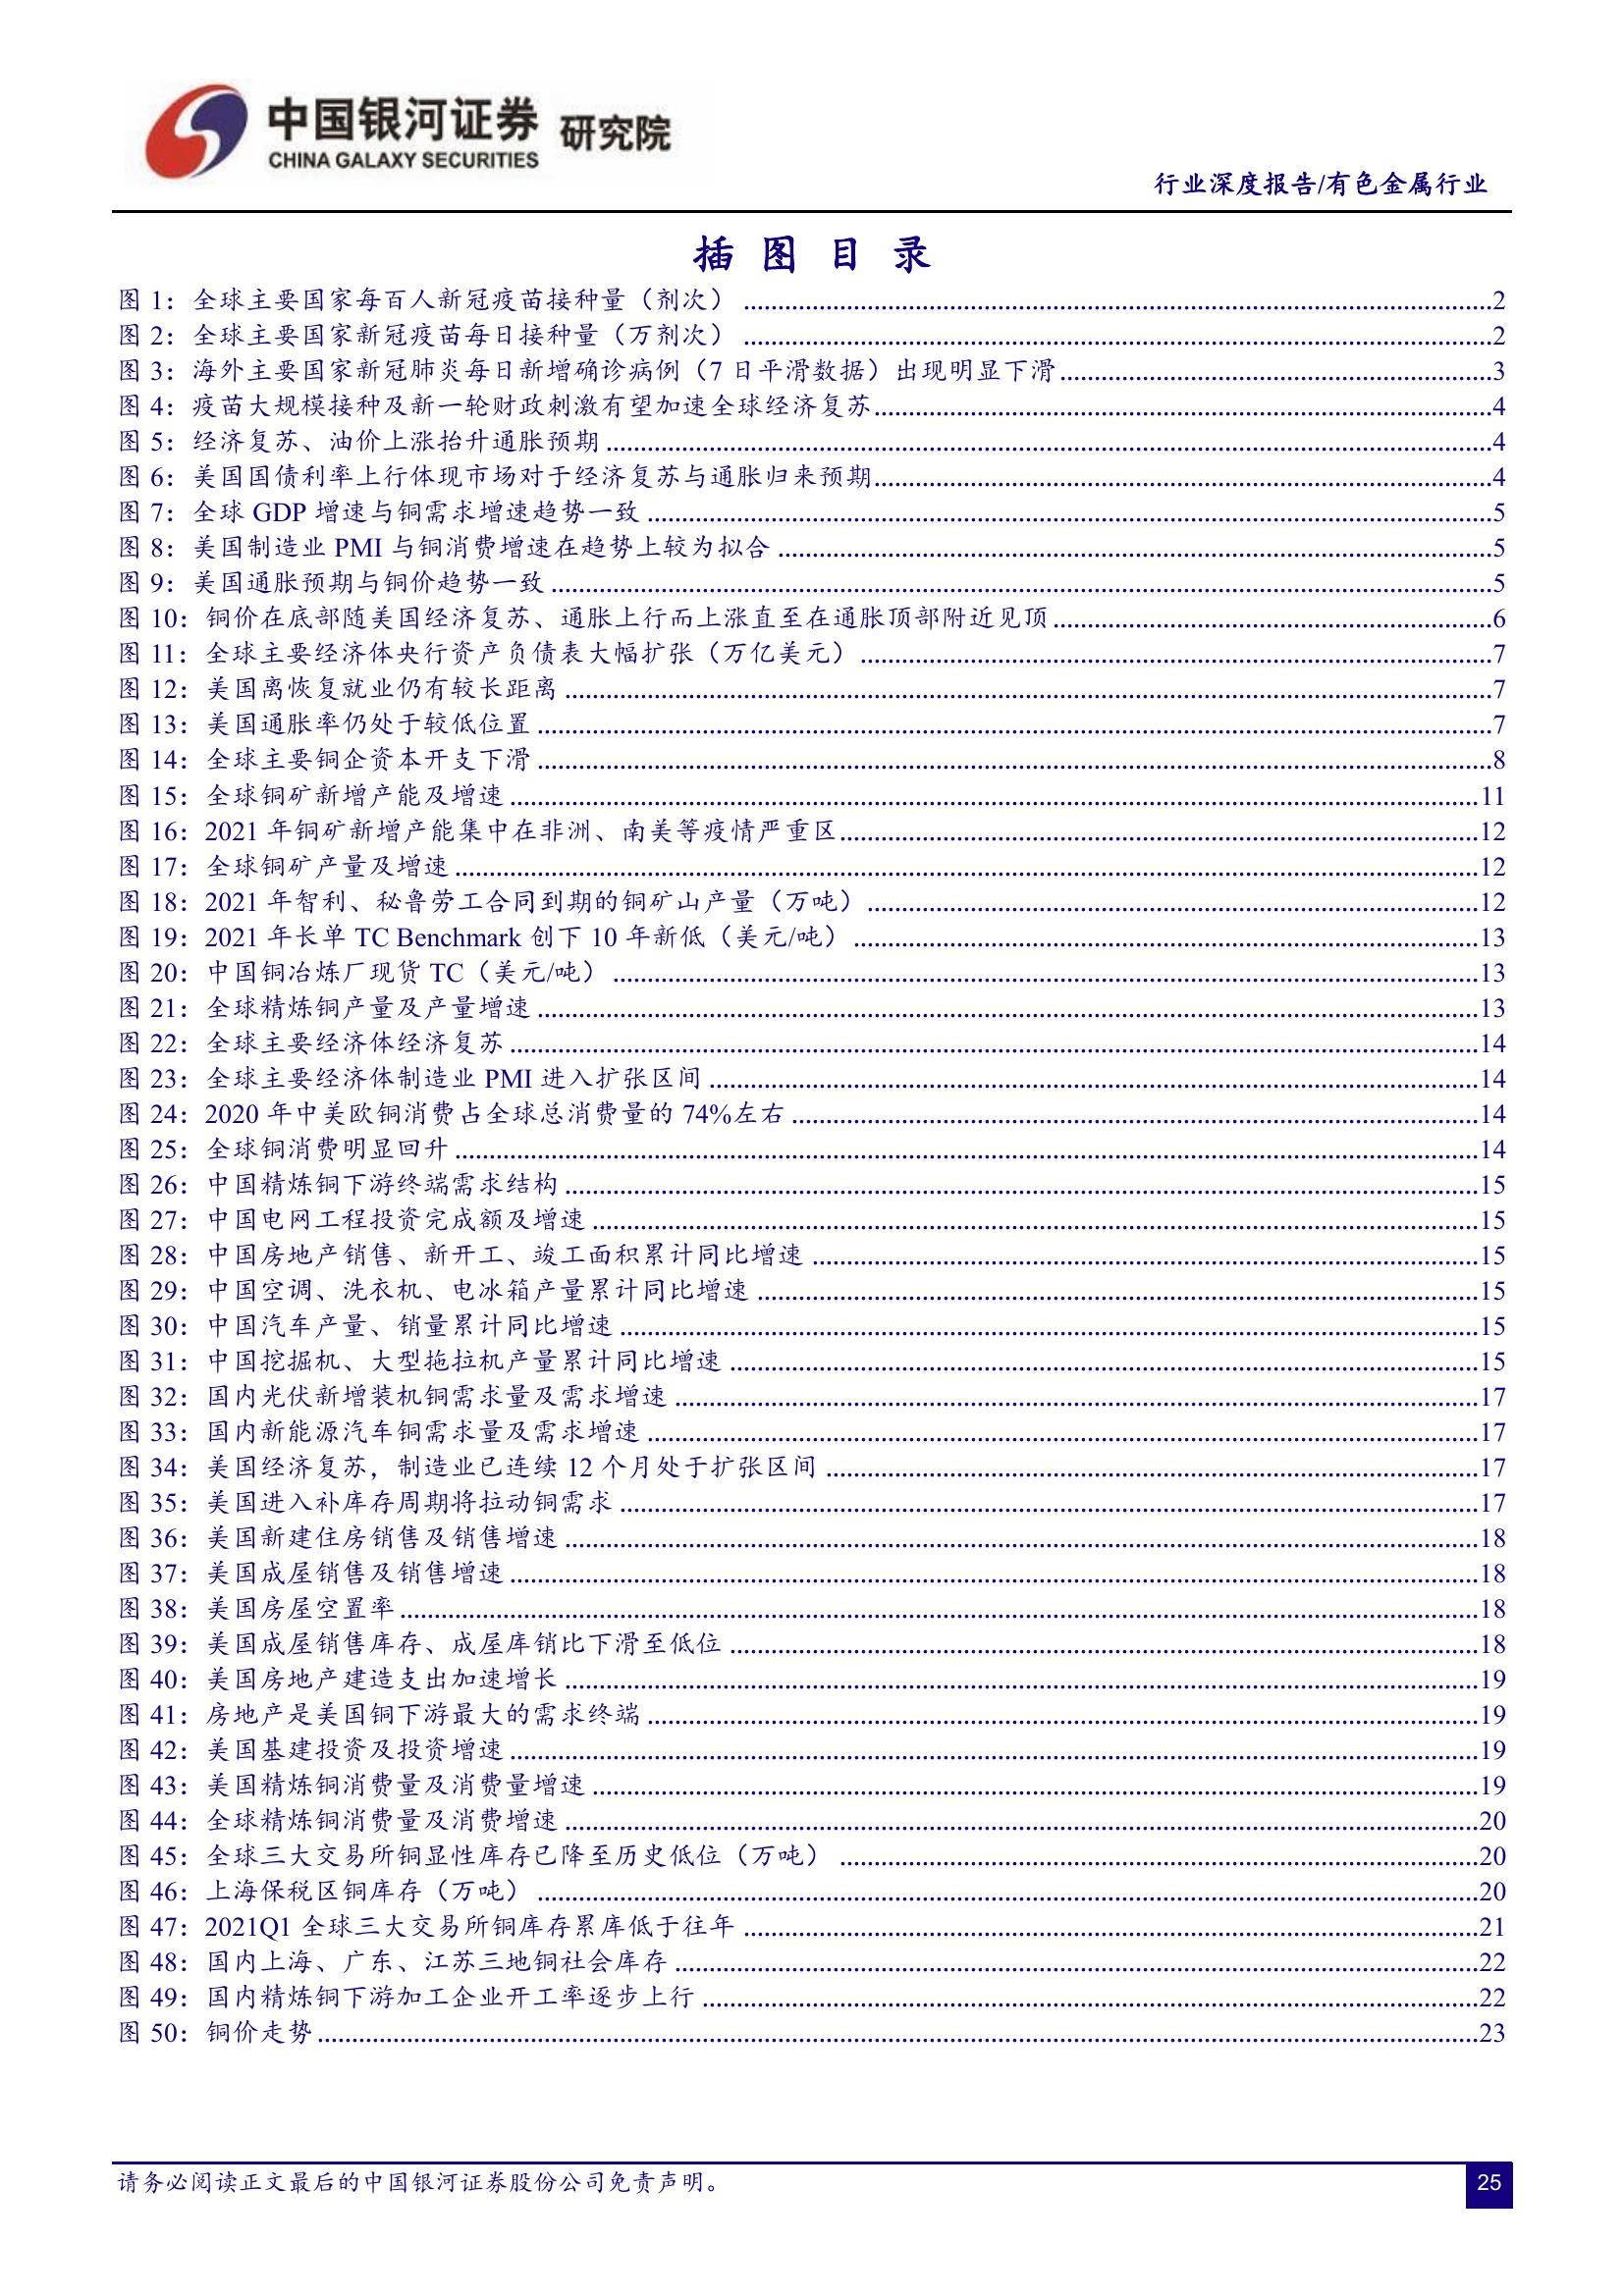 中国银河证券 研究院
CHINA GALAXY SECURITIES
行业深度报告/有色金属行业
插 图 目 录
图 1：全球主要国家每百人新冠疫苗接种量（剂次）..........2
图 2：全球主要国家新冠疫苗每日接种量（万剂次）..........2
图 3：海外主要国家新冠肺炎每日新增确诊病例（7 日平滑数据）出现明显下滑..........3
图 4：疫苗大规模接种及新一轮财政刺激有望加速全球经济复苏..........4
图 5：经济复苏、油价上涨抬升通胀预期..........4
图 6：美国国债利率上行体现市场对于经济复苏与通胀归来预期..........4
图 7：全球 GDP 增速与铜需求增速趋势一致..........5
图 8：美国制造业 PMI 与铜消费增速在趋势上较为拟合..........5
图 9：美国通胀预期与铜价趋势一致..........5
图 10：铜价在底部随美国经济复苏、通胀上行而上涨直至在通胀顶部附近见顶..........6
图 11：全球主要经济体央行资产负债表大幅扩张（万亿美元）..........7
图 12：美国离恢复就业仍有较长距离..........7
图 13：美国通胀率仍处于较低位置..........7
图 14：全球主要铜企资本开支下滑..........8
图 15：全球铜矿新增产能及增速..........11
图 16：2021 年铜矿新增产能集中在非洲、南美等疫情严重区..........12
图 17：全球铜矿产量及增速..........12
图 18：2021 年智利、秘鲁劳工合同到期的铜矿山产量（万吨）..........12
图 19：2021 年长单 TC Benchmark 创下 10 年新低（美元/吨）..........13
图 20：中国铜冶炼厂现货 TC（美元/吨）..........13
图 21：全球精炼铜产量及产量增速..........13
图 22：全球主要经济体经济复苏..........14
图 23：全球主要经济体制造业 PMI 进入扩张区间..........14
图 24：2020 年中美欧铜消费占全球总消费量的 74%左右..........14
图 25：全球铜消费明显回升..........14
图 26：中国精炼铜下游终端需求结构..........15
图 27：中国电网工程投资完成额及增速..........15
图 28：中国房地产销售、新开工、竣工面积累计同比增速..........15
图 29：中国空调、洗衣机、电冰箱产量累计同比增速..........15
图 30：中国汽车产量、销量累计同比增速..........15
图 31：中国挖掘机、大型拖拉机产量累计同比增速..........15
图 32：国内光伏新增装机铜需求量及需求增速..........17
图 33：国内新能源汽车铜需求量及需求增速..........17
图 34：美国经济复苏，制造业已连续 12 个月处于扩张区间..........17
图 35：美国进入补库存周期将拉动铜需求..........17
图 36：美国新建住房销售及销售增速..........18
图 37：美国成屋销售及销售增速..........18
图 38：美国房屋空置率..........18
图 39：美国成屋销售库存、成屋库销比下滑至低位..........18
图 40：美国房地产建造支出加速增长..........19
图 41：房地产是美国铜下游最大的需求终端..........19
图 42：美国基建投资及投资增速..........19
图 43：美国精炼铜消费量及消费量增速..........19
图 44：全球精炼铜消费量及消费增速..........20
图 45：全球三大交易所铜显性库存已降至历史低位（万吨）..........20
图 46：上海保税区铜库存（万吨）..........20
图 47：2021Q1 全球三大交易所铜库存累库低于往年..........21
图 48：国内上海、广东、江苏三地铜社会库存..........22
图 49：国内精炼铜下游加工企业开工率逐步上行..........22
图 50：铜价走势..........23
请务必阅读正文最后的中国银河证券股份公司免责声明。
25